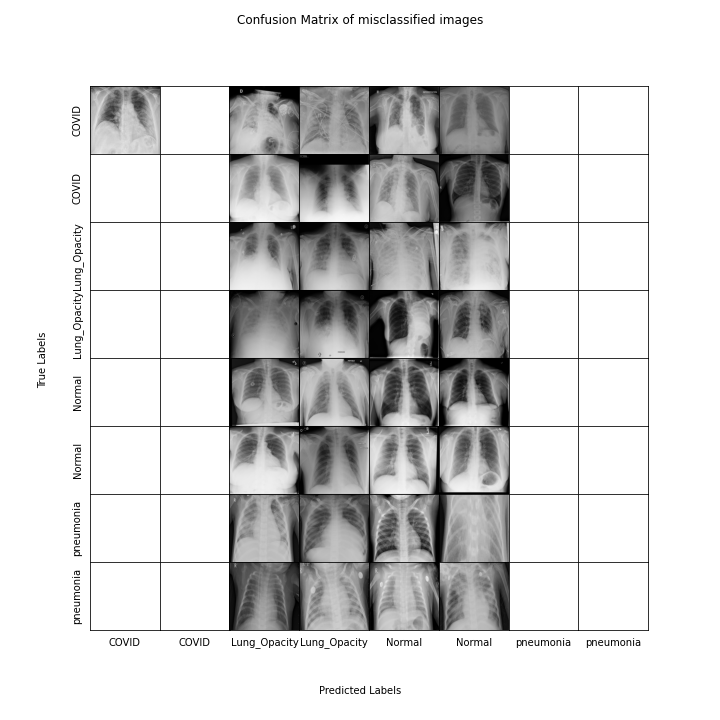 Confusion Matrix of misclassified images
True Labels
COVID
COVID
Lung_Opacity
Lung_Opacity
Normal
Normal
pneumonia
pneumonia
COVID COVID Lung_Opacity Lung_Opacity Normal Normal pneumonia pneumonia
Predicted Labels